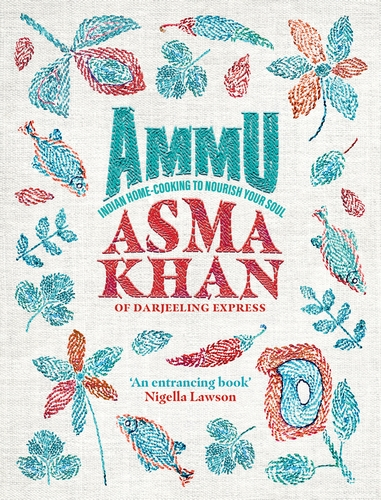 AMMU
INDIAN HOME-COOKING TO NOURISH YOUR SOUL
ASMA
KHAN
OF DARJEELING EXPRESS
‘An entrancing book’
Nigella Lawson